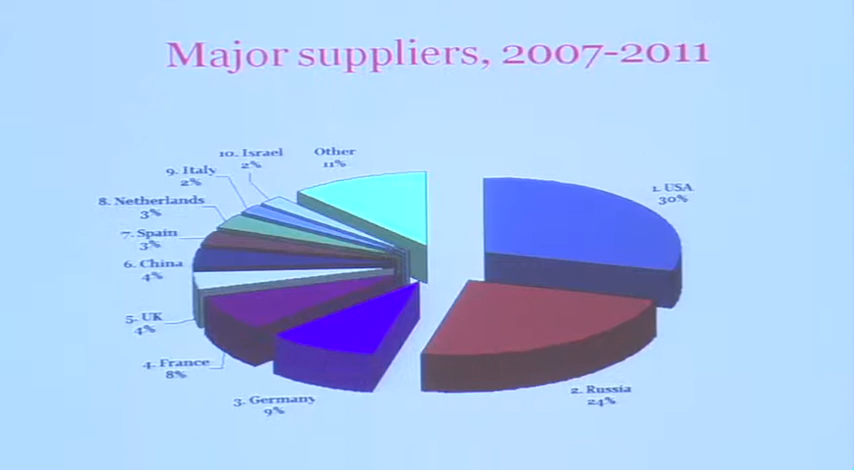 Major suppliers, 2007-2011
10. Israel
2%
Other
11%
9. Italy
2%
1. USA
30%
8. Netherlands
3%
7. Spain
3%
6. China
4%
5. UK
4%
4. France
8%
3. Germany
9%
2. Russia
24%